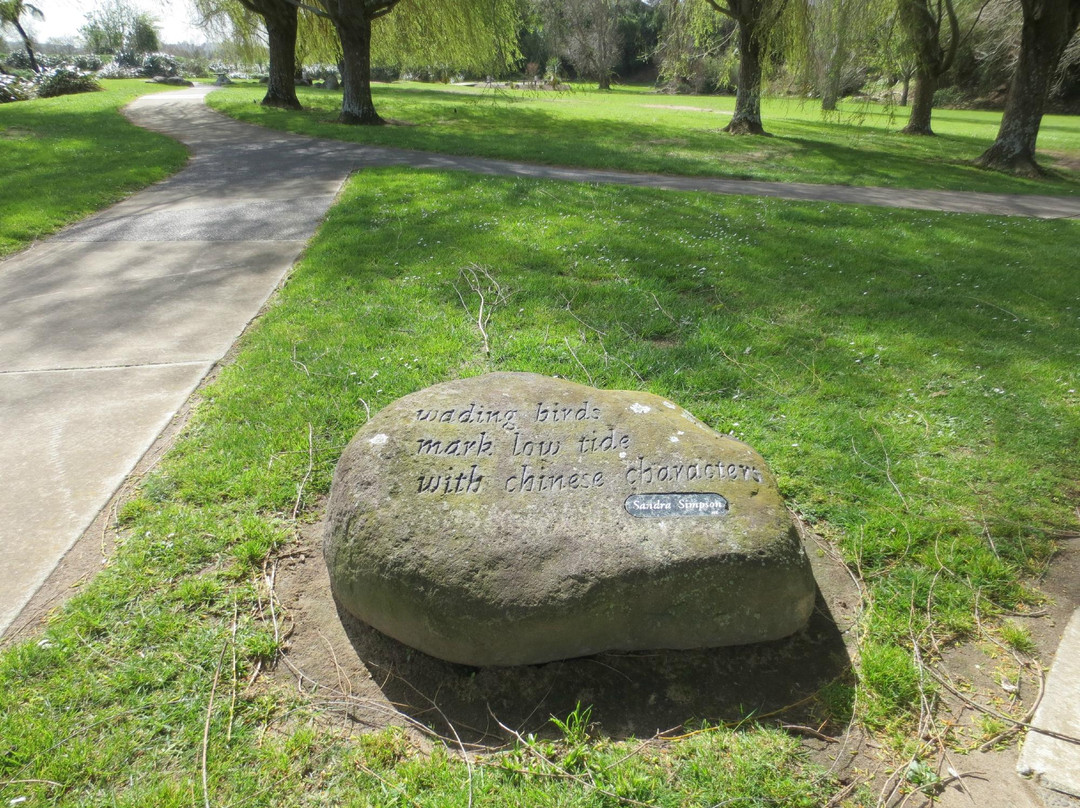 wading birds
mark low tide
with chinese characters
Sandra Simpson